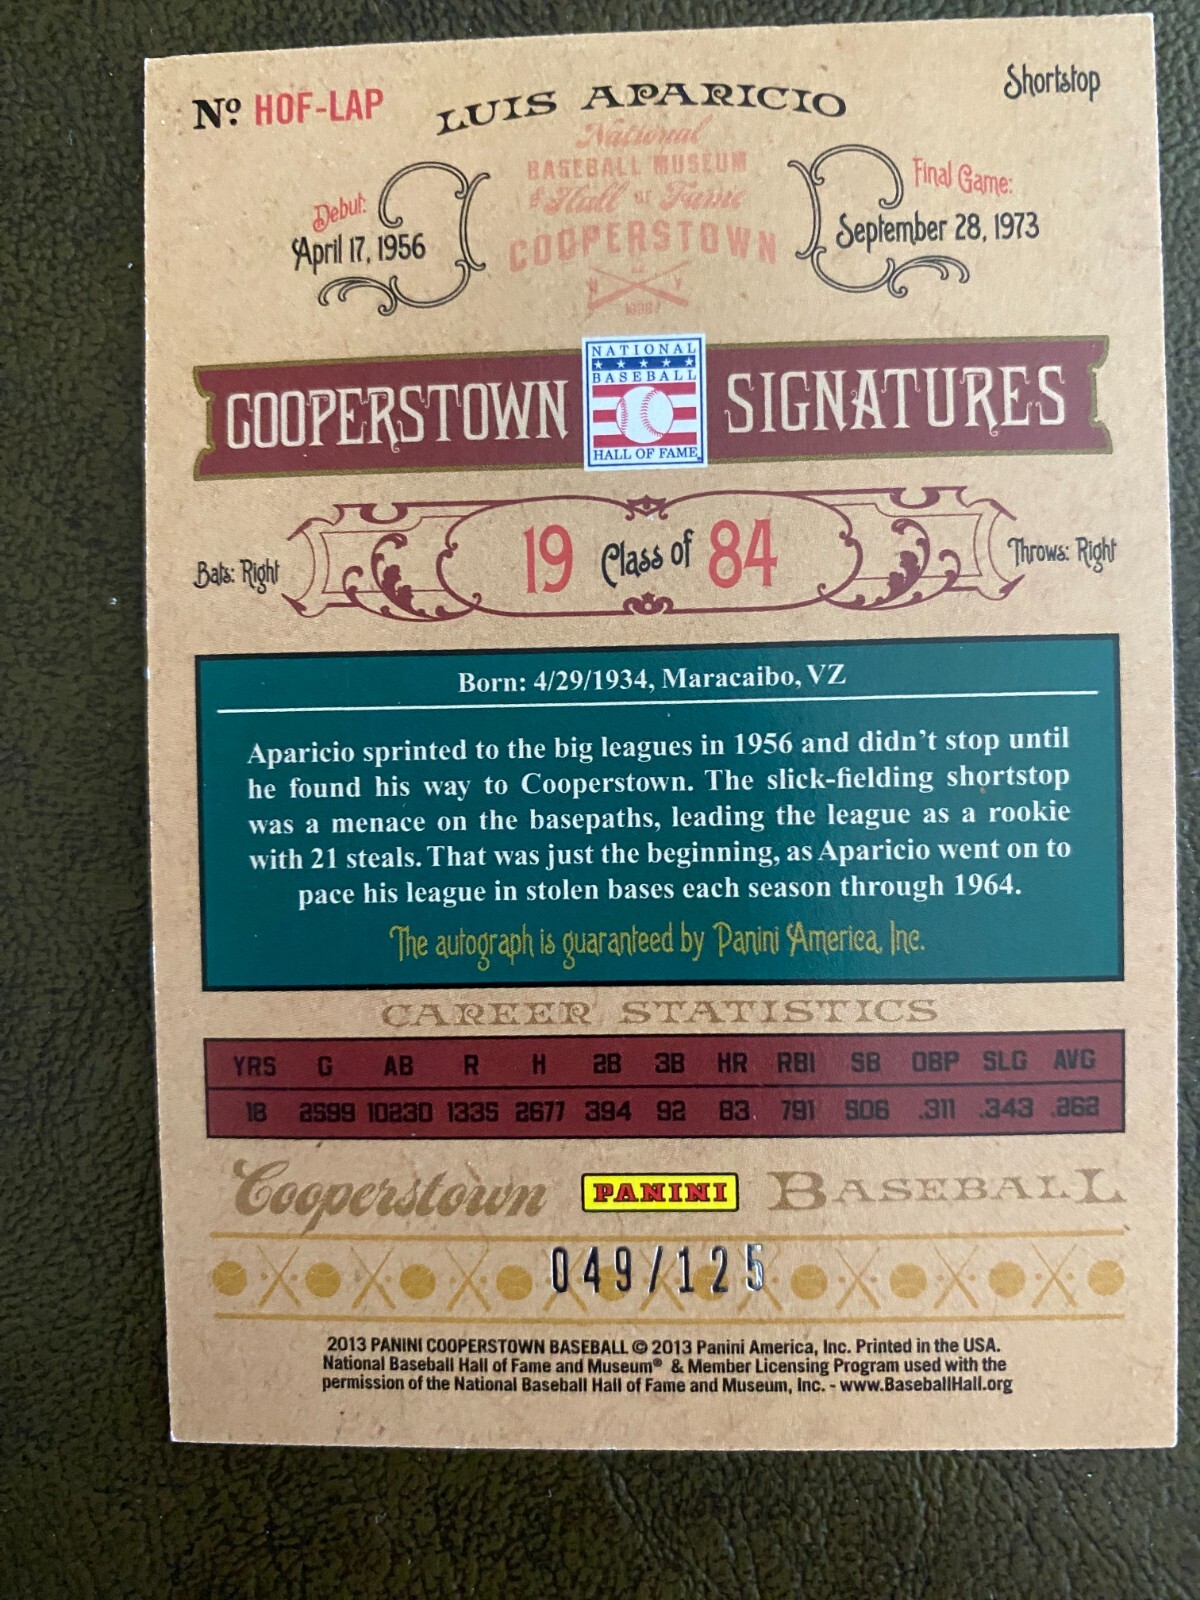 Nº HOF-LAP
LUIS APARICIO
Shortstop
National
BASEBALL MUSEUM
& Hall of Fame
COOPERSTOWN
N Y
Debut:
April 17, 1956
Final Game:
September 28, 1973
COOPERSTOWN SIGNATURES
NATIONAL
BASEBALL
HALL OF FAME
Bats: Right
19 Class of 84
Throws: Right
Born: 4/29/1934, Maracaibo, VZ
Aparicio sprinted to the big leagues in 1956 and didn't stop until
he found his way to Cooperstown. The slick-fielding shortstop
was a menace on the basepaths, leading the league as a rookie
with 21 steals. That was just the beginning, as Aparicio went on to
pace his league in stolen bases each season through 1964.
The autograph is guaranteed by Panini America, Inc.
CAREER STATISTICS
YRS G AB R H 2B 3B HR RBI SB OBP SLG AVG
18 2599 10230 1335 2677 394 92 83 791 506 .311 .343 .262
Cooperstown PANINI BASEBALL
049/125
2013 PANINI COOPERSTOWN BASEBALL © 2013 Panini America, Inc. Printed in the USA.
National Baseball Hall of Fame and Museum® & Member Licensing Program used with the
permission of the National Baseball Hall of Fame and Museum, Inc. - www.BaseballHall.org